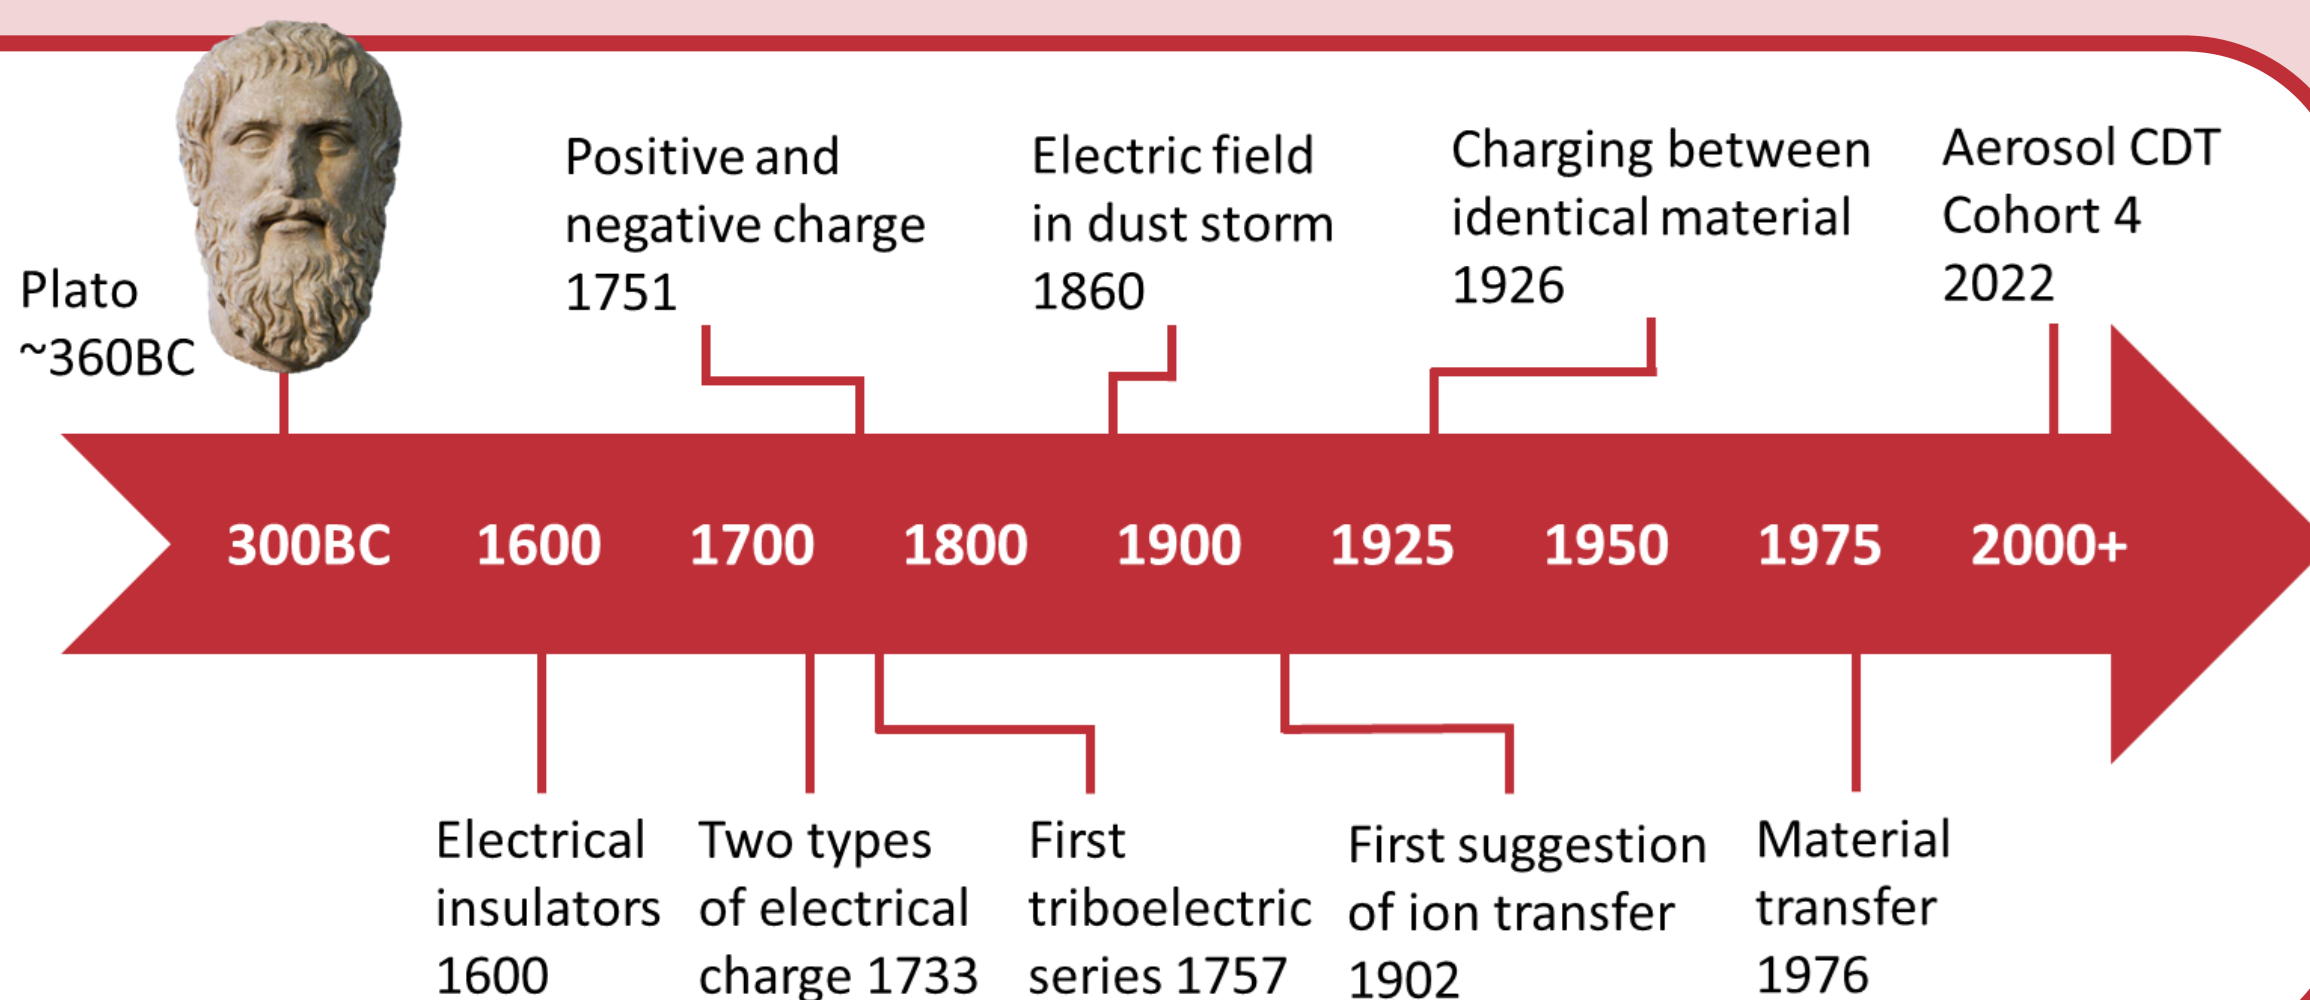 Plato
~360BC
Positive and
negative charge
1751
Electric field
in dust storm
1860
Charging between
identical material
1926
Aerosol CDT
Cohort 4
2022
300BC 1600 1700 1800 1900 1925 1950 1975 2000+
Electrical
insulators
1600
Two types
of electrical
charge 1733
First
triboelectric
series 1757
First suggestion
of ion transfer
1902
Material
transfer
1976